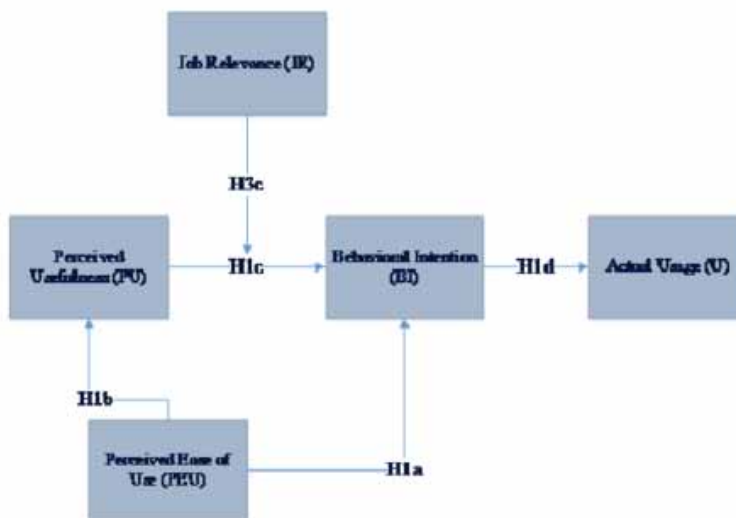 Job Relevance (JR)
H3c
Perceived
Usefulness (PU)
H1c
Behavioral Intention
(BI)
H1d
Actual Usage (U)
H1b
Perceived Ease of
Use (PEU)
H1a